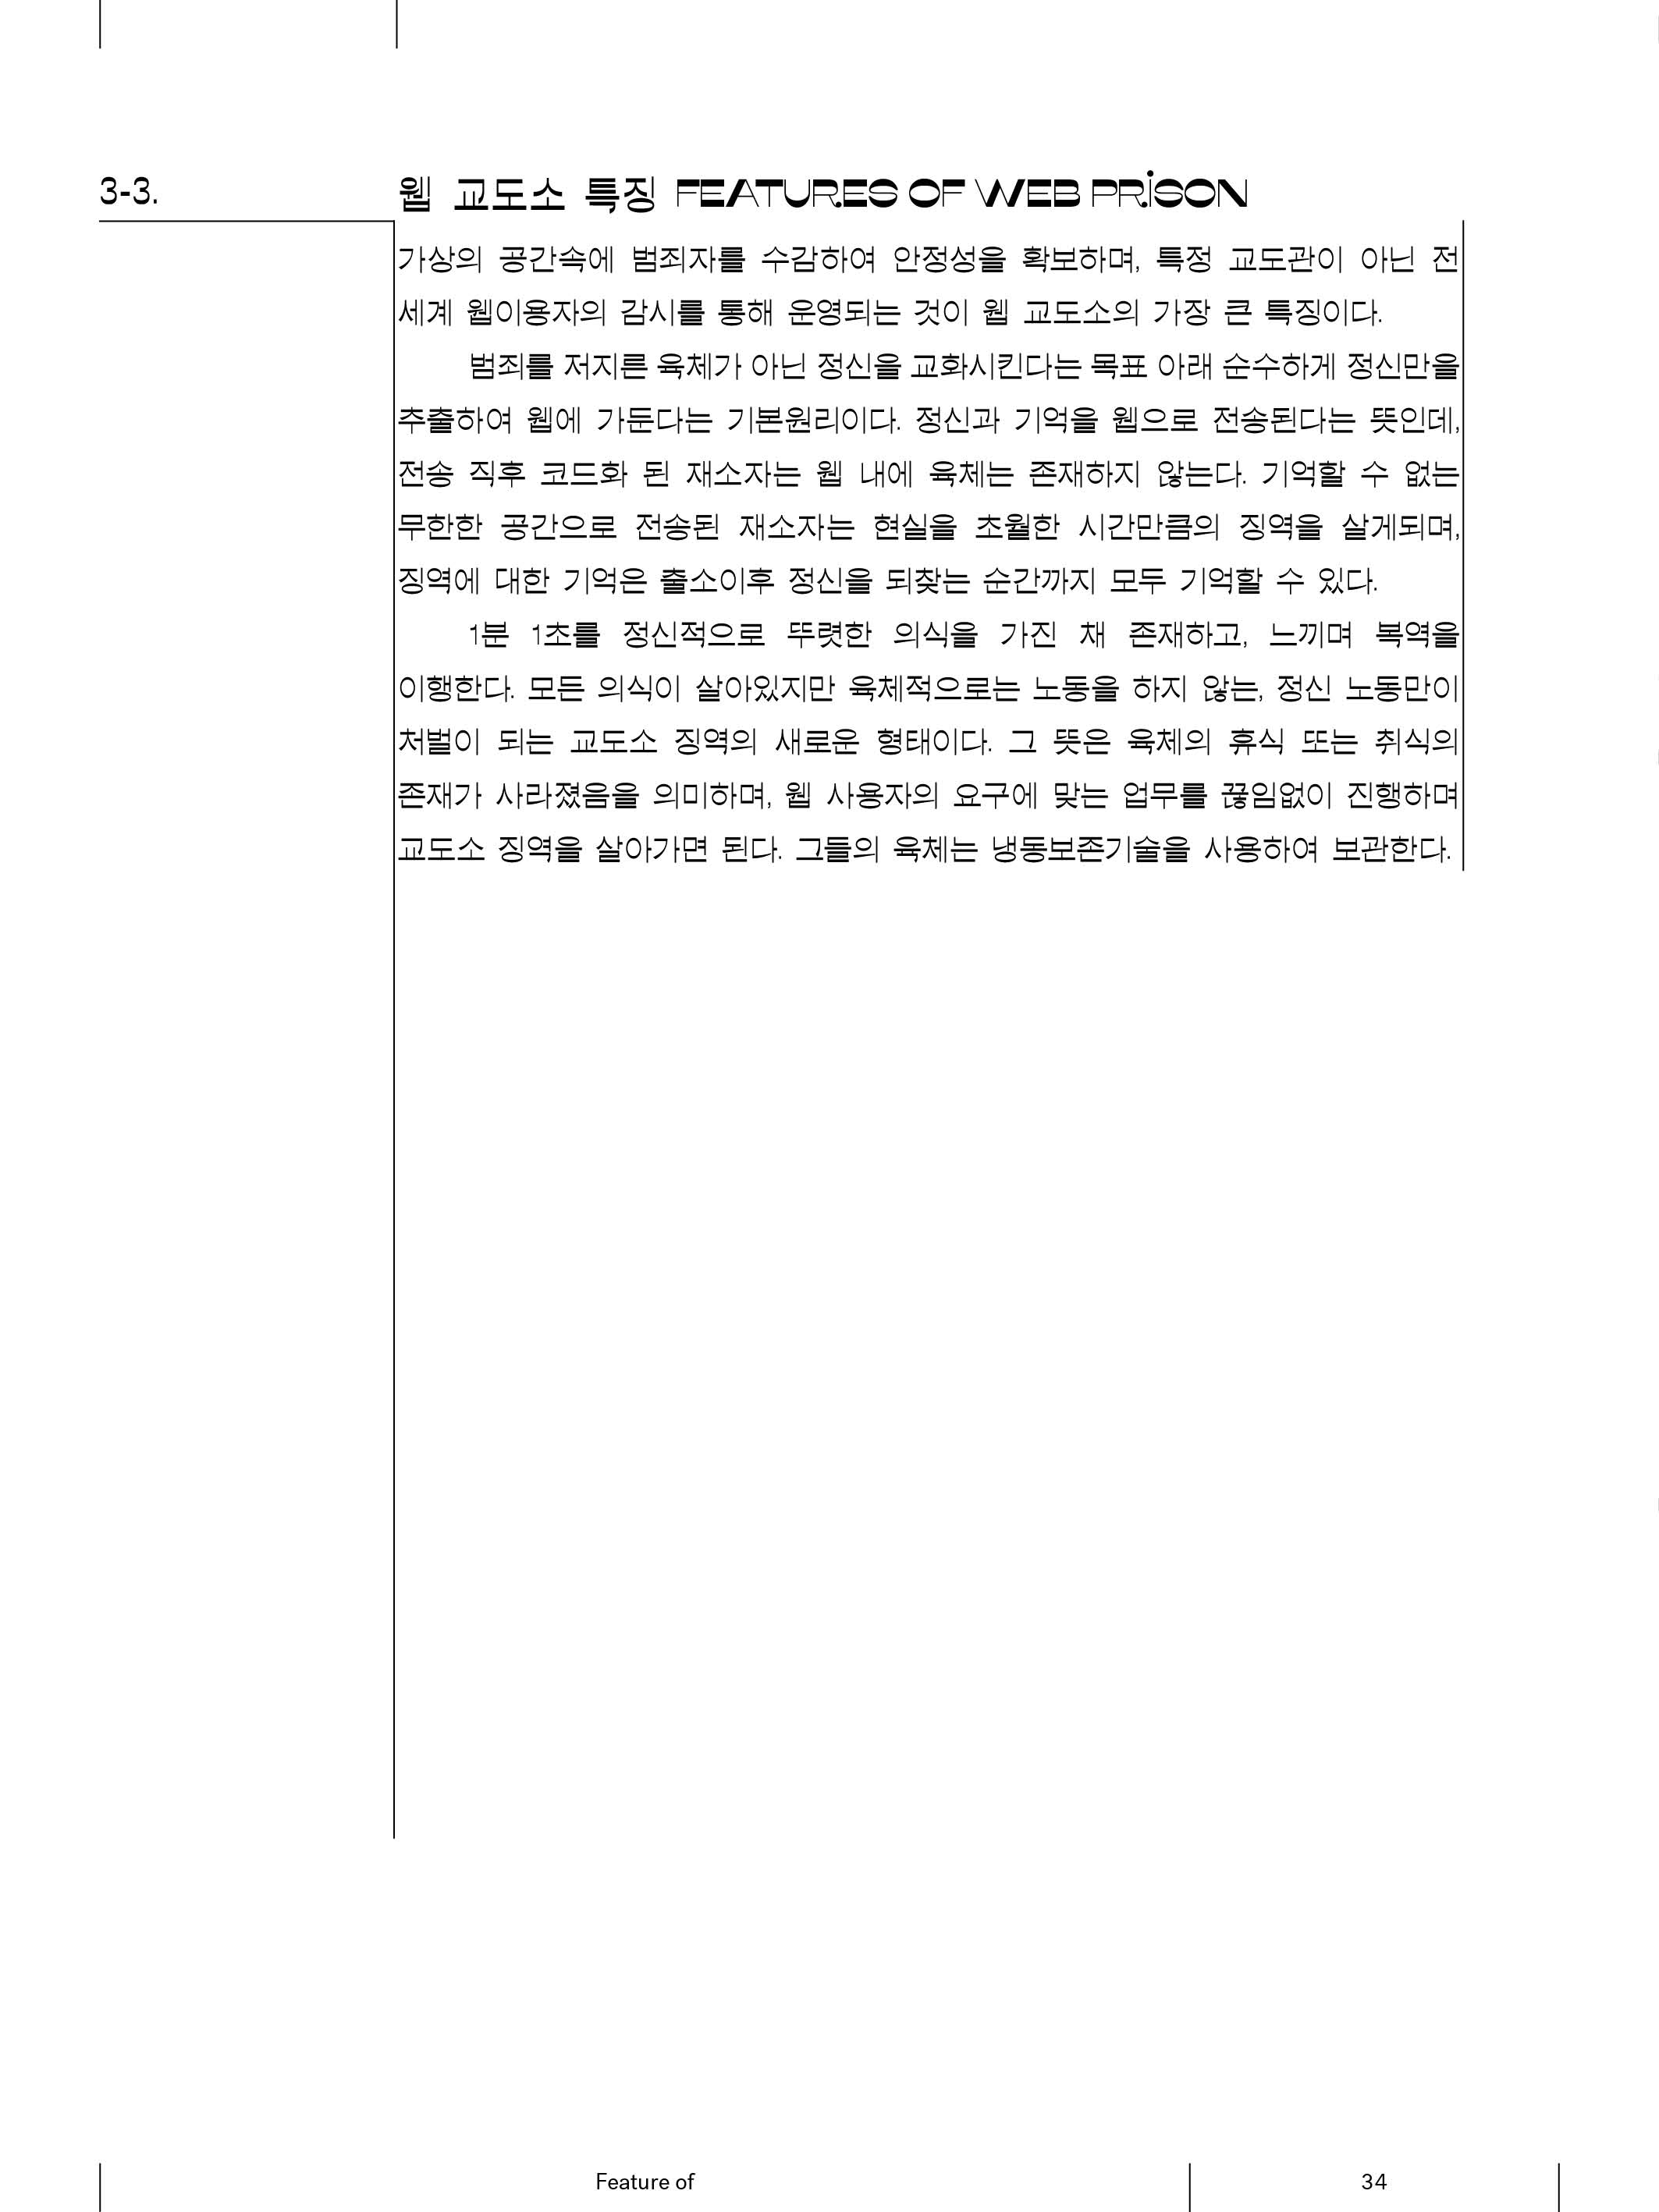 3-3.
웹 교도소 특징 FEATURES OF WEB PRiSON
가상의 공간속에 범죄자를 수감하여 안정성을 확보하며, 특정 교도관이 아닌 전
세계 웹이용자의 감시를 통해 운영되는 것이 웹 교도소의 가장 큰 특징이다.
범죄를 저지른 육체가 아닌 정신을 교화시킨다는 목표 아래 순수하게 정신만을
추출하여 웹에 가둔다는 기본원리이다. 정신과 기억을 웹으로 전송된다는 뜻인데,
전송 직후 코드화 된 재소자는 웹 내에 육체는 존재하지 않는다. 기억할 수 없는
무한한 공간으로 전송된 재소자는 현실을 초월한 시간만큼의 징역을 살게되며,
징역에 대한 기억은 출소이후 정신을 되찾는 순간까지 모두 기억할 수 있다.
1분 1초를 정신적으로 뚜렷한 의식을 가진 채 존재하고, 느끼며 복역을
이행한다. 모든 의식이 살아있지만 육체적으로는 노동을 하지 않는, 정신 노동만이
처벌이 되는 교도소 징역의 새로운 형태이다. 그 뜻은 육체의 휴식 또는 취식의
존재가 사라졌음을 의미하며, 웹 사용자의 요구에 맞는 업무를 끊임없이 진행하며
교도소 징역을 살아가면 된다. 그들의 육체는 냉동보존기술을 사용하여 보관한다.
Feature of
34